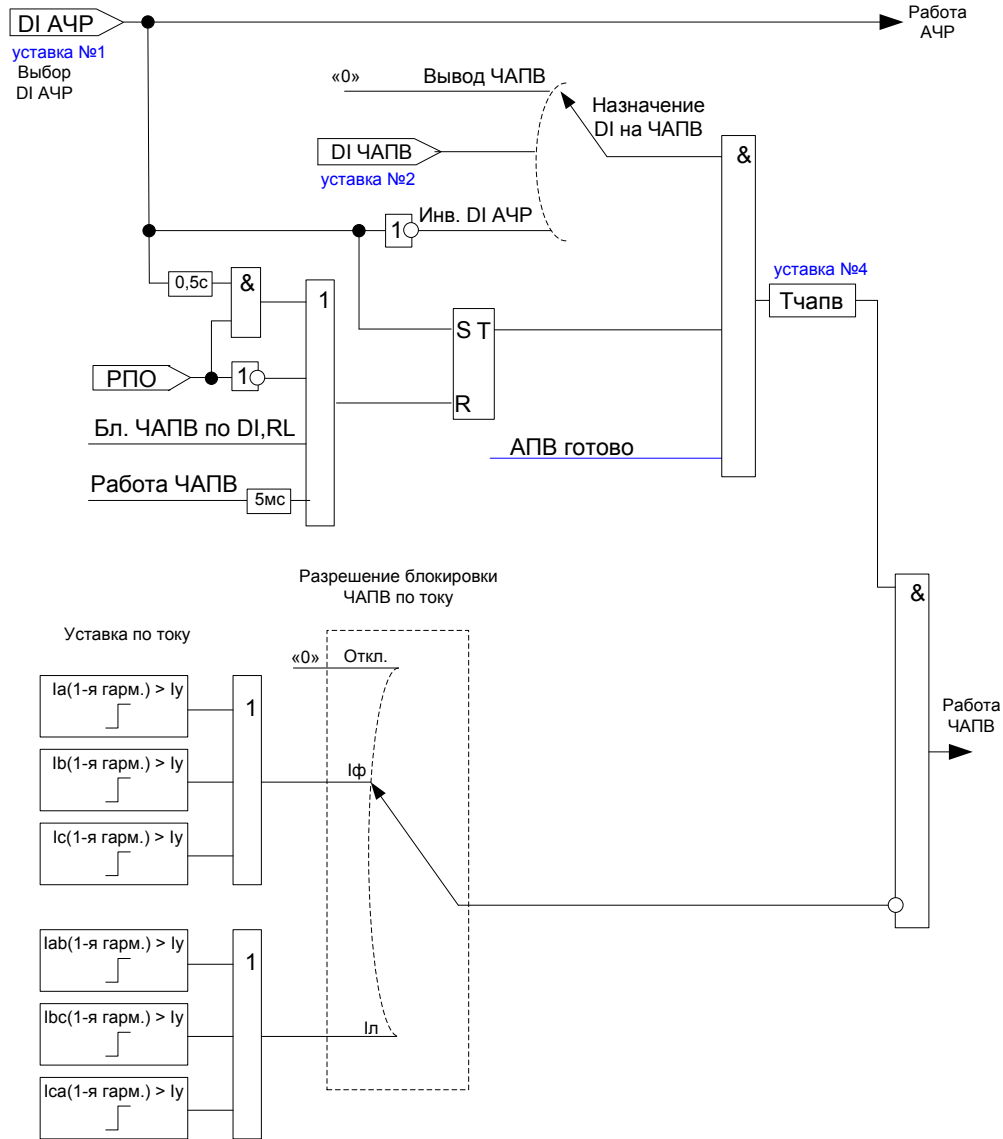 DI АЧР
Работа
АЧР
уставка №1
Выбор
DI АЧР
«0»
Вывод ЧАПВ
Назначение
DI на ЧАПВ
DI ЧАПВ
уставка №2
&
Инв. DI АЧР
1
0,5с
&
1
уставка №4
Тчапв
S T
R
РПО
1
Бл. ЧАПВ по DI,RL
АПВ готово
Работа ЧАПВ
5мс
Разрешение блокировки
ЧАПВ по току
&
Уставка по току
«0»
Откл.
Ia(1-я гарм.) > Iу
1
Работа
ЧАПВ
Ib(1-я гарм.) > Iу
Iф
Ic(1-я гарм.) > Iу
Iab(1-я гарм.) > Iу
1
Ibc(1-я гарм.) > Iу
Iл
Ica(1-я гарм.) > Iу